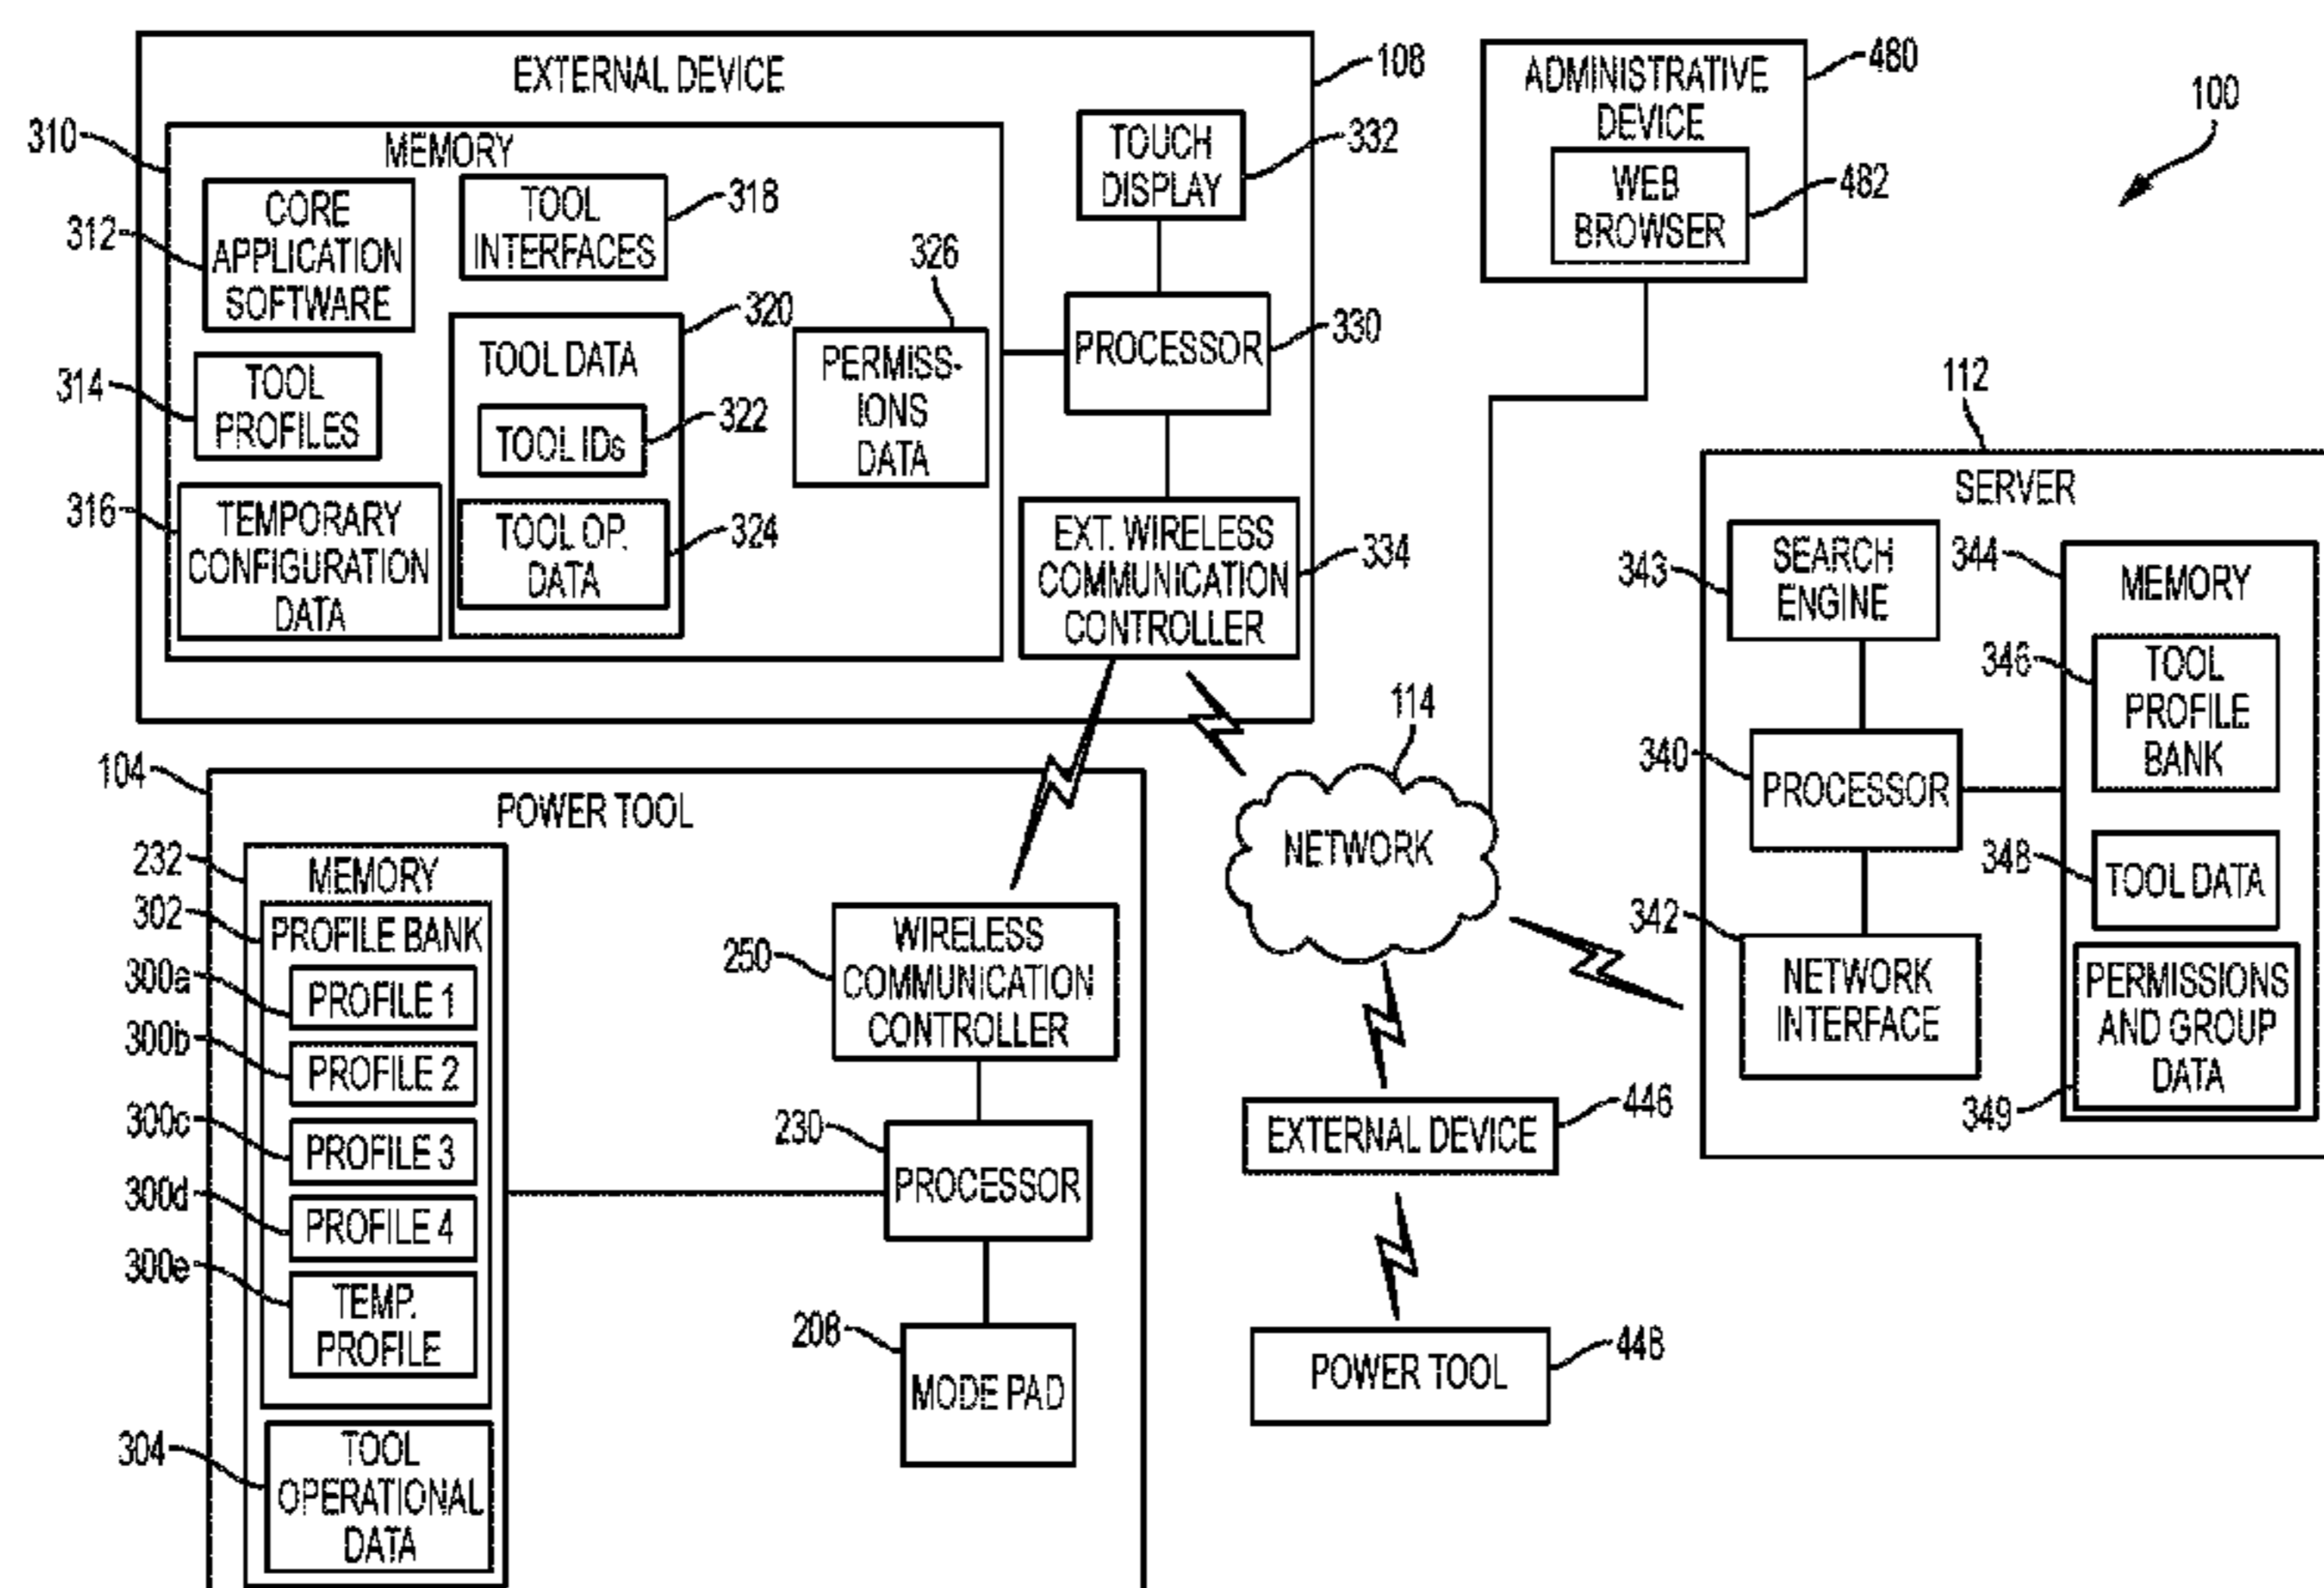 EXTERNAL DEVICE
108
310
MEMORY
312
CORE
APPLICATION
SOFTWARE
TOOL
INTERFACES
318
314
TOOL
PROFILES
316
TEMPORARY
CONFIGURATION
DATA
320
TOOL DATA
TOOL IDs
322
TOOL OP.
DATA
324
326
PERMISS-
IONS
DATA
TOUCH
DISPLAY
332
PROCESSOR
330
EXT. WIRELESS
COMMUNICATION
CONTROLLER
334
ADMINISTRATIVE
DEVICE
480
WEB
BROWSER
482
100
112
SERVER
343
SEARCH
ENGINE
344
MEMORY
346
TOOL
PROFILE
BANK
340
PROCESSOR
348
TOOL DATA
342
NETWORK
INTERFACE
PERMISSIONS
AND GROUP
DATA
349
114
NETWORK
104
POWER TOOL
232
MEMORY
302
PROFILE BANK
300a
PROFILE 1
300b
PROFILE 2
300c
PROFILE 3
300d
PROFILE 4
300e
TEMP.
PROFILE
304
TOOL
OPERATIONAL
DATA
250
WIRELESS
COMMUNICATION
CONTROLLER
230
PROCESSOR
208
MODE PAD
EXTERNAL DEVICE
446
POWER TOOL
448